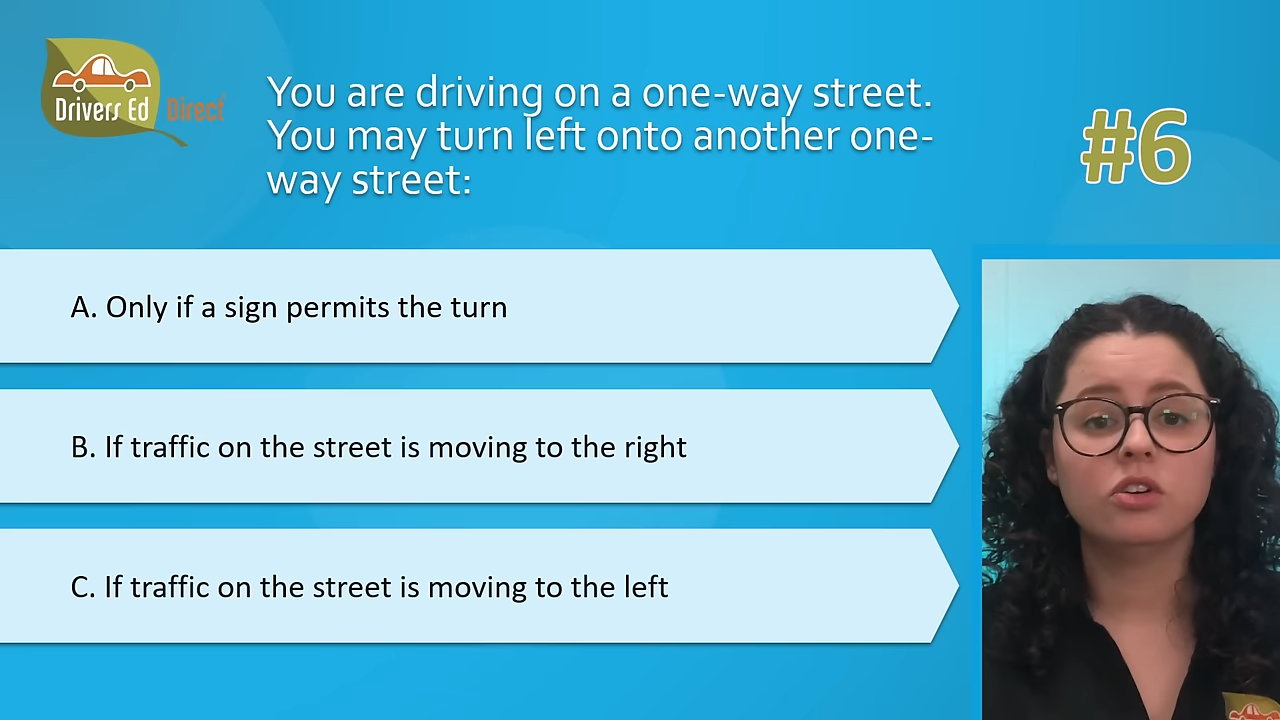 Drivers Ed Direct
You are driving on a one-way street.
You may turn left onto another one-
way street:
#6
A. Only if a sign permits the turn
B. If traffic on the street is moving to the right
C. If traffic on the street is moving to the left